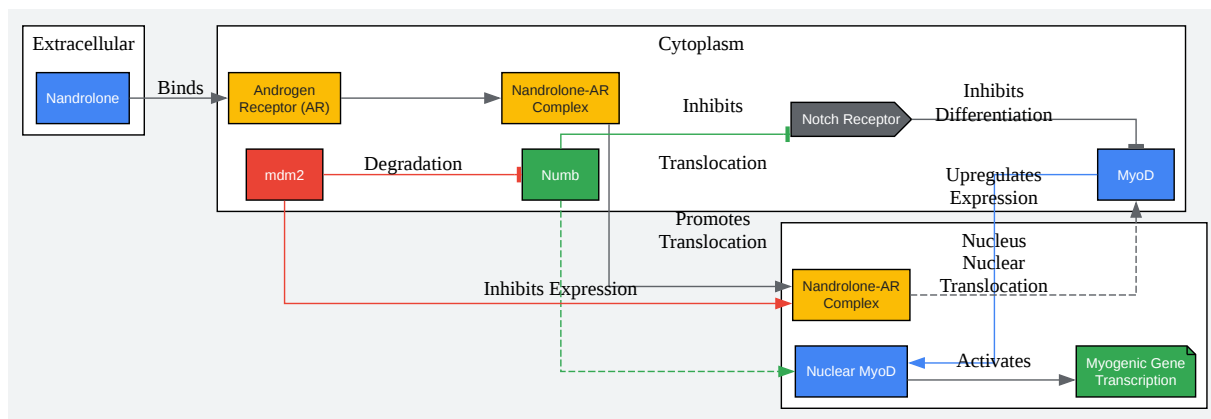 Extracellular
Cytoplasm
Nandrolone
Binds
Androgen
Receptor (AR)
Nandrolone-AR
Complex
Inhibits
Notch Receptor
Inhibits
Differentiation
mdm2
Degradation
Numb
Translocation
Upregulates
Expression
MyoD
Promotes
Translocation
Nucleus
Nuclear
Translocation
Inhibits Expression
Nandrolone-AR
Complex
Nuclear MyoD
Activates
Myogenic Gene
Transcription